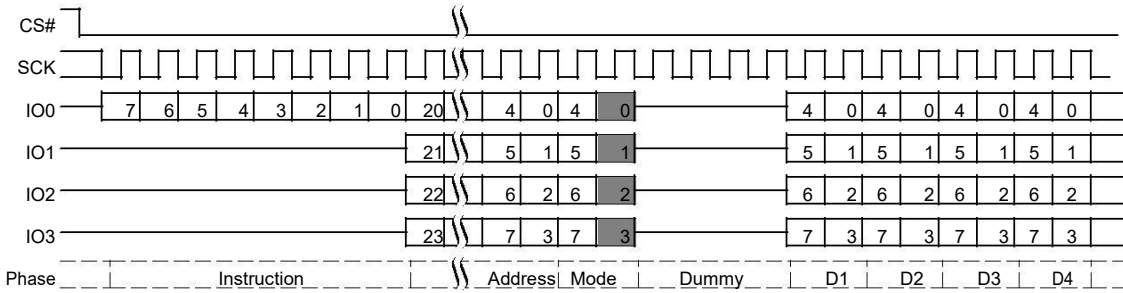 CS#
SCK
IO0 7 6 5 4 3 2 1 0 20 4 0 4 0 4 0 4 0 4 0 4 0
IO1 21 5 1 5 1 5 1 5 1 5 1 5 1
IO2 22 6 2 6 2 6 2 6 2 6 2 6 2
IO3 23 7 3 7 3 7 3 7 3 7 3 7 3
Phase Instruction Address Mode Dummy D1 D2 D3 D4